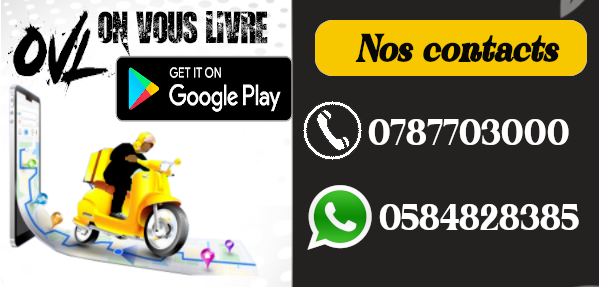 OVL ON VOUS LIVRE
GET IT ON
Google Play
Nos contacts
0787703000
0584828385